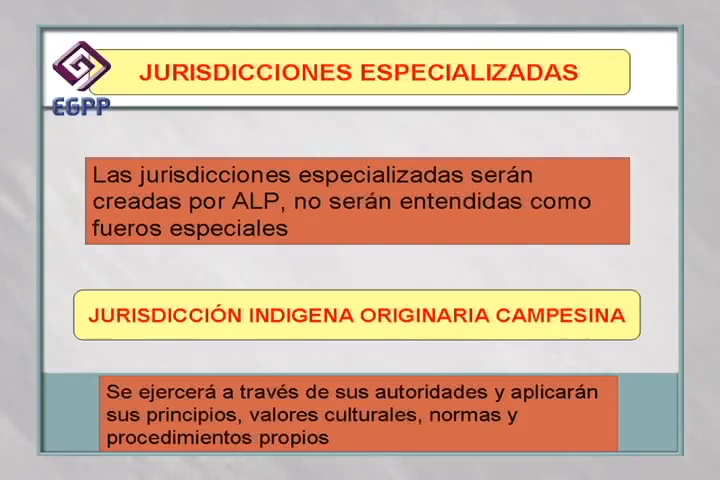 JURISDICCIONES ESPECIALIZADAS
EGPP
Las jurisdicciones especializadas serán
creadas por ALP, no serán entendidas como
fueros especiales
JURISDICCIÓN INDIGENA ORIGINARIA CAMPESINA
Se ejercerá a través de sus autoridades y aplicarán
sus principios, valores culturales, normas y
procedimientos propios